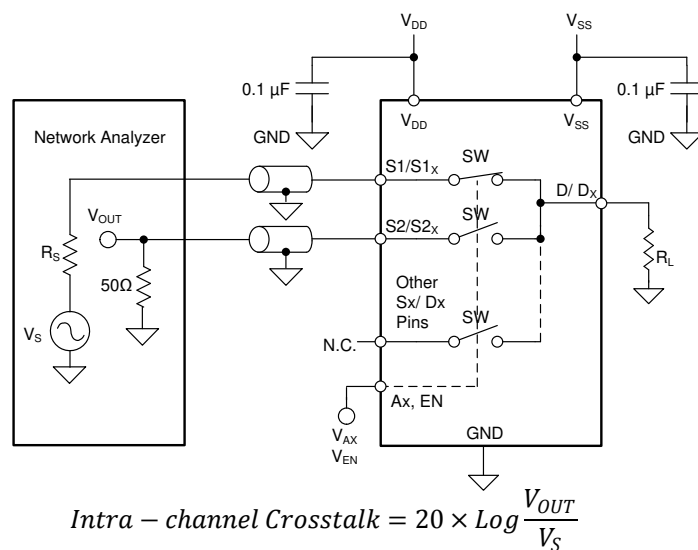 V_DD
V_SS
0.1 µF
0.1 µF
GND
V_DD
V_SS
GND
Network Analyzer
S1/S1_X
SW
D/ D_X
V_OUT
S2/S2_X
SW
R_S
50Ω
R_L
V_S
Other
Sx/ Dx
Pins
SW
N.C.
Ax, EN
V_AX
V_EN
GND
Intra − channel Crosstalk = 20 × Log V_OUT / V_S